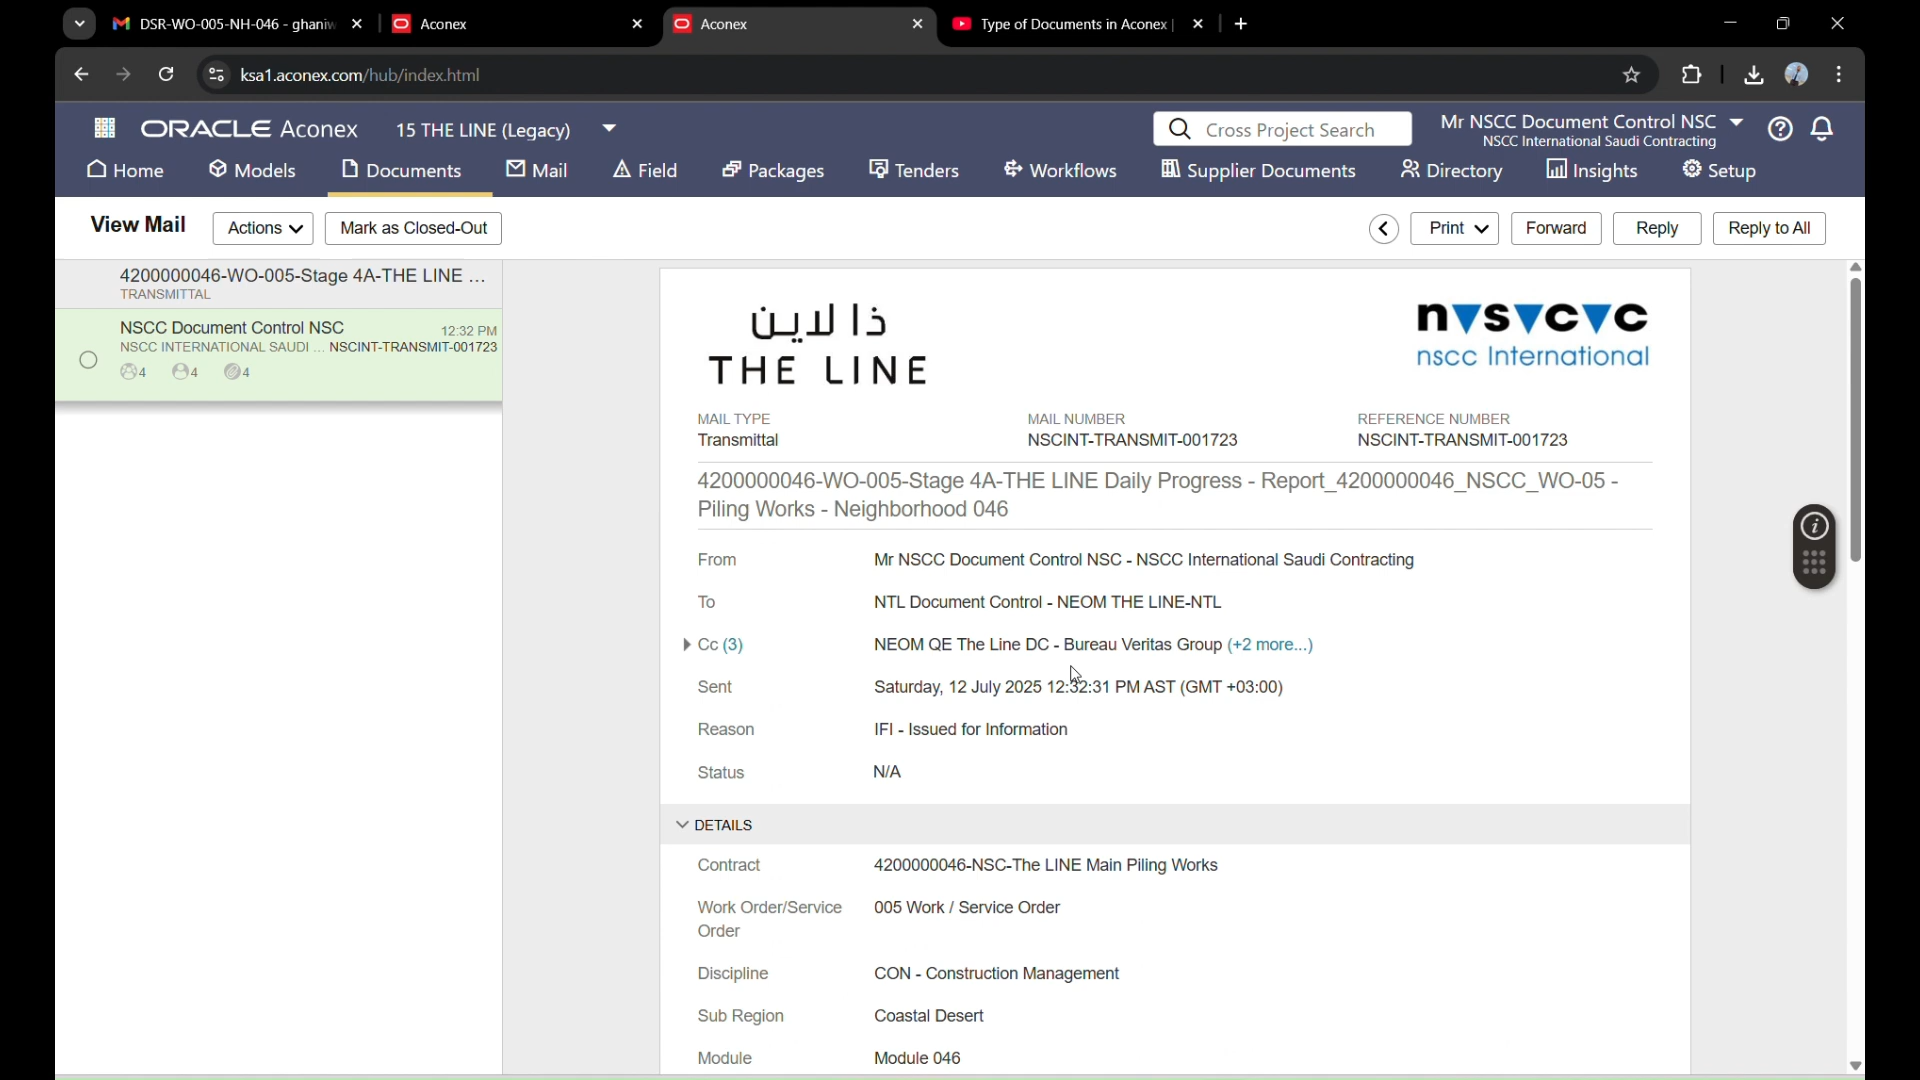 DSR-WO-005-NH-046 - ghaniw
Aconex
Aconex
Type of Documents in Aconex |
ksa1.aconex.com/hub/index.html
ORACLE Aconex
15 THE LINE (Legacy)
Cross Project Search
Mr NSCC Document Control NSC
NSCC International Saudi Contracting
Home
Models
Documents
Mail
Field
Packages
Tenders
Workflows
Supplier Documents
Directory
Insights
Setup
View Mail
Actions
Mark as Closed-Out
Print
Forward
Reply
Reply to All
4200000046-WO-005-Stage 4A-THE LINE ...
TRANSMITTAL
NSCC Document Control NSC 12:32 PM
NSCC INTERNATIONAL SAUDI ... NSCINT-TRANSMIT-001723
4 4 4
ذا لاين
THE LINE
nscc International
MAIL TYPE
Transmittal
MAIL NUMBER
NSCINT-TRANSMIT-001723
REFERENCE NUMBER
NSCINT-TRANSMIT-001723
4200000046-WO-005-Stage 4A-THE LINE Daily Progress - Report_4200000046_NSCC_WO-05 -
Piling Works - Neighborhood 046
From Mr NSCC Document Control NSC - NSCC International Saudi Contracting
To NTL Document Control - NEOM THE LINE-NTL
Cc (3) NEOM QE The Line DC - Bureau Veritas Group (+2 more...)
Sent Saturday, 12 July 2025 12:32:31 PM AST (GMT +03:00)
Reason IFI - Issued for Information
Status N/A
DETAILS
Contract 4200000046-NSC-The LINE Main Piling Works
Work Order/Service 005 Work / Service Order
Order
Discipline CON - Construction Management
Sub Region Coastal Desert
Module Module 046